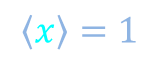 ⟨x⟩ = 1